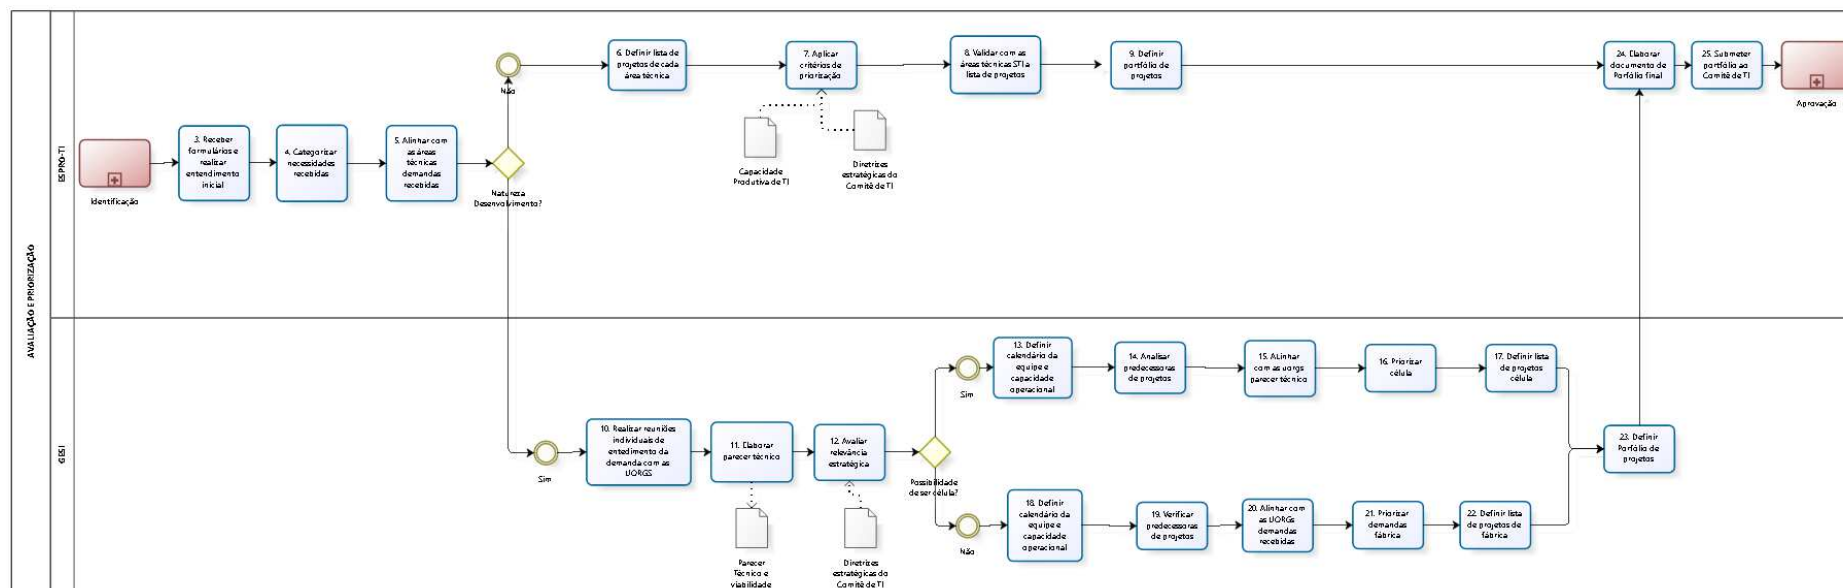 AVALIAÇÃO E PRIORIZAÇÃO
ESPRO-TI
Identificação
3. Receber
formulários e
realizar
entendimento
inicial
4. Categorizar
necessidades
recebidas
5. Alinhar com
as áreas
técnicas
demandas
recebidas
Natureza
Desenvolvimento?
Não
6. Definir lista de
projetos de cada
área técnica
7. Aplicar
critérios de
priorização
Capacidade
Produtiva de TI
Diretrizes
estratégicas do
Comitê de TI
8. Validar com as
áreas técnicas STI a
lista de projetos
9. Definir
portfólio de
projetos
24. Elaborar
documento de
Porfólio final
25. Submeter
portfólio ao
Comitê de TI
Aprovação
GESI
Sim
10. Realizar reuniões
individuais de
entedimento da
demanda com as
UORGS
11. Elaborar
parecer técnico
Parecer
Técnico e
viabilidade
12. Avaliar
relevância
estratégica
Diretrizes
estratégicas do
Comitê de TI
Possibilidade
de ser célula?
Sim
13. Definir
calendário da
equipe e
capacidade
operacional
14. Analisar
predecessoras
de projetos
15. ALinhar
com as uorgs
parecer técnico
16. Priorizar
célula
17. Definir lista
de projetos
célula
Não
18. Definir
calendário da
equipe e
capacidade
operacional
19. Verificar
predecessoras
de projetos
20. Alinhar com
as UORGs
demandas
recebidas
21. Priorizar
demandas
fábrica
22. Definir lista
de projetos de
fábrica
23. Definir
Porfólio de
projetos